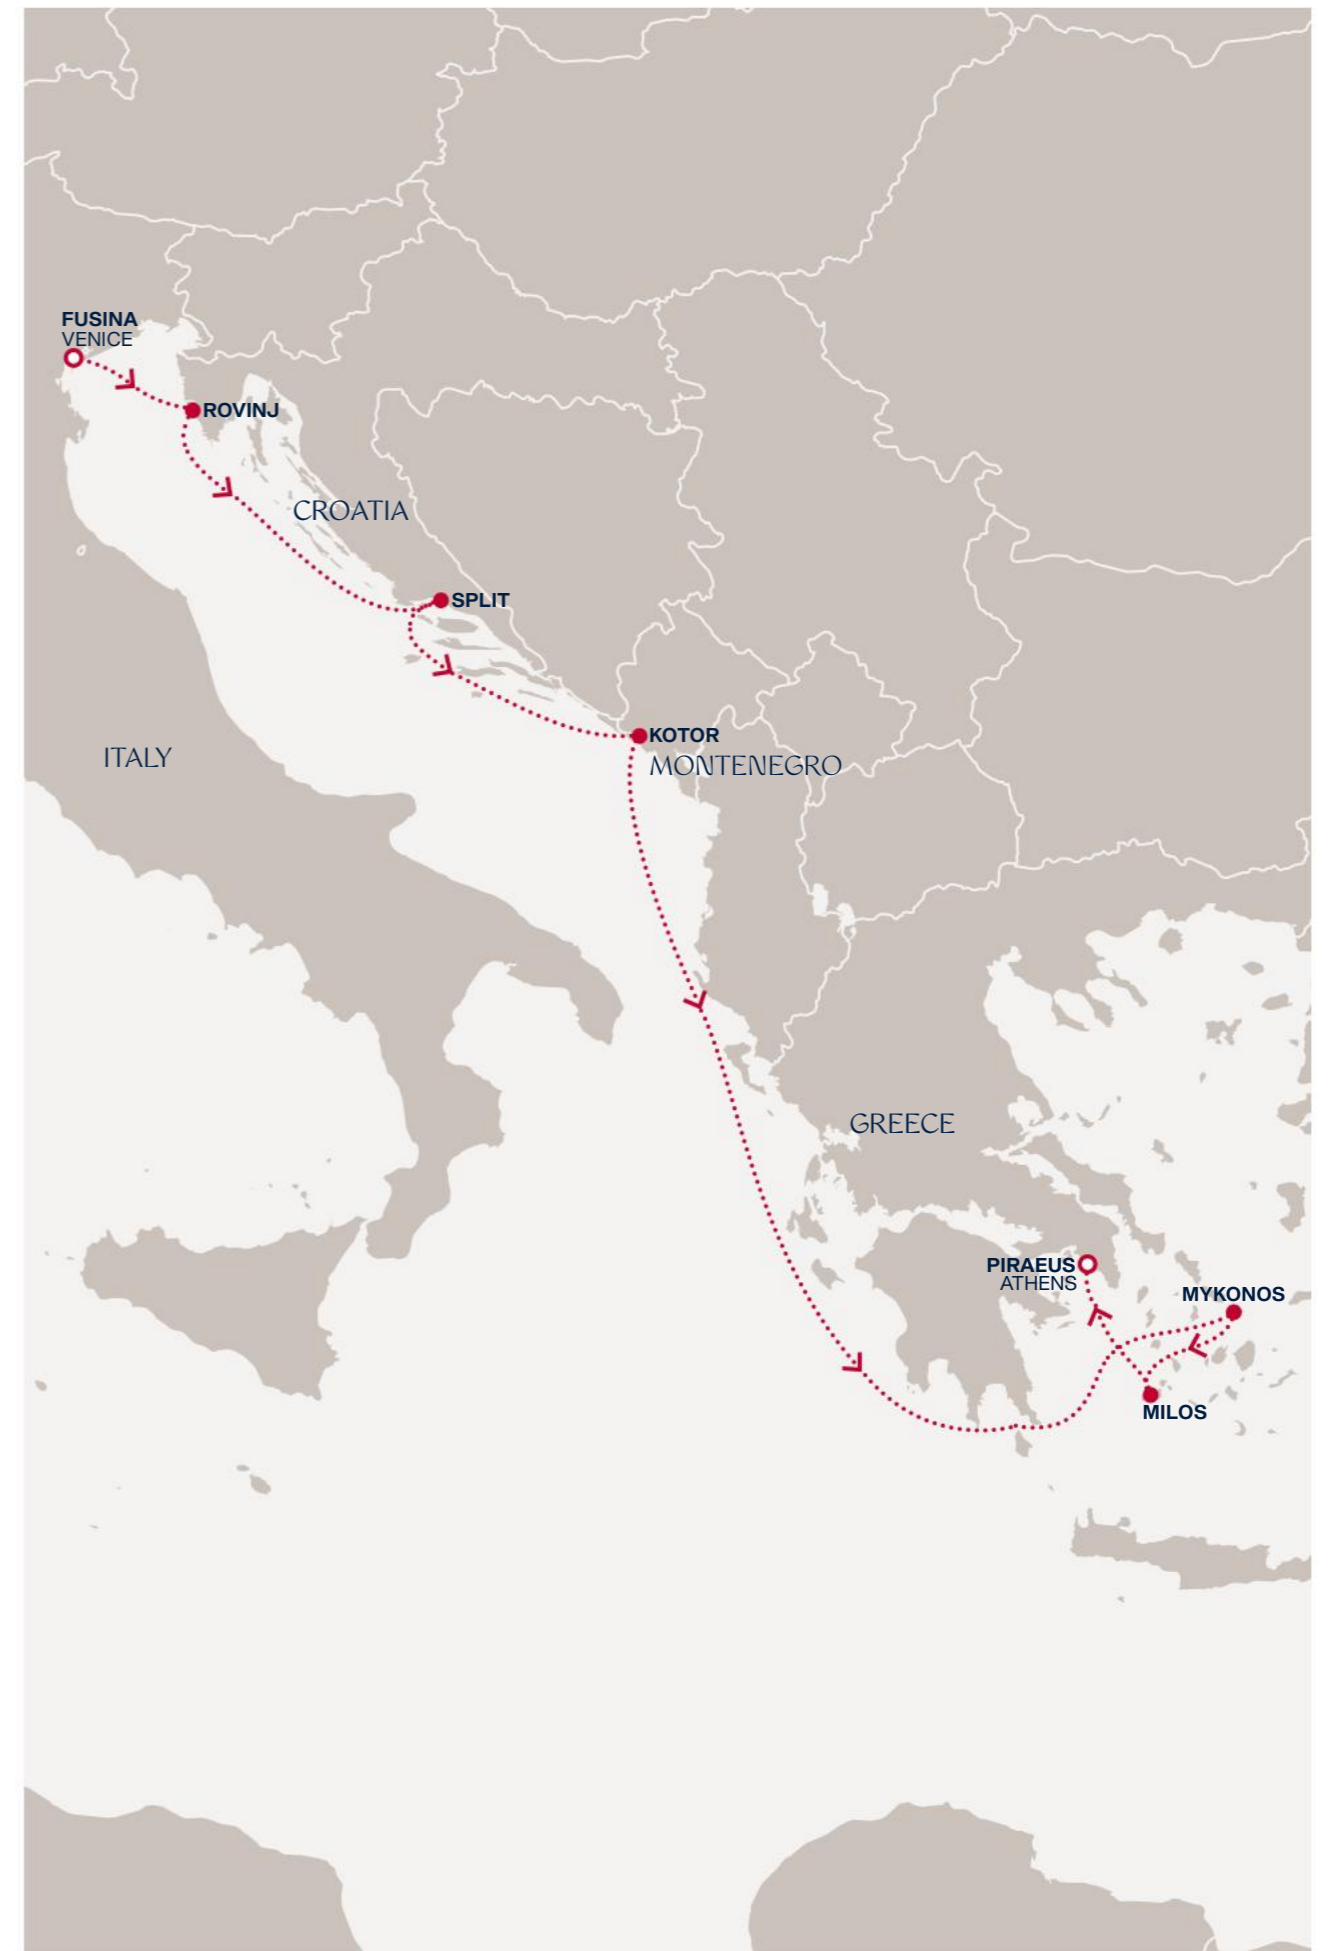 FUSINA
VENICE
ROVINJ
CROATIA
SPLIT
KOTOR
MONTENEGRO
ITALY
GREECE
PIRAEUS
ATHENS
MYKONOS
MILOS